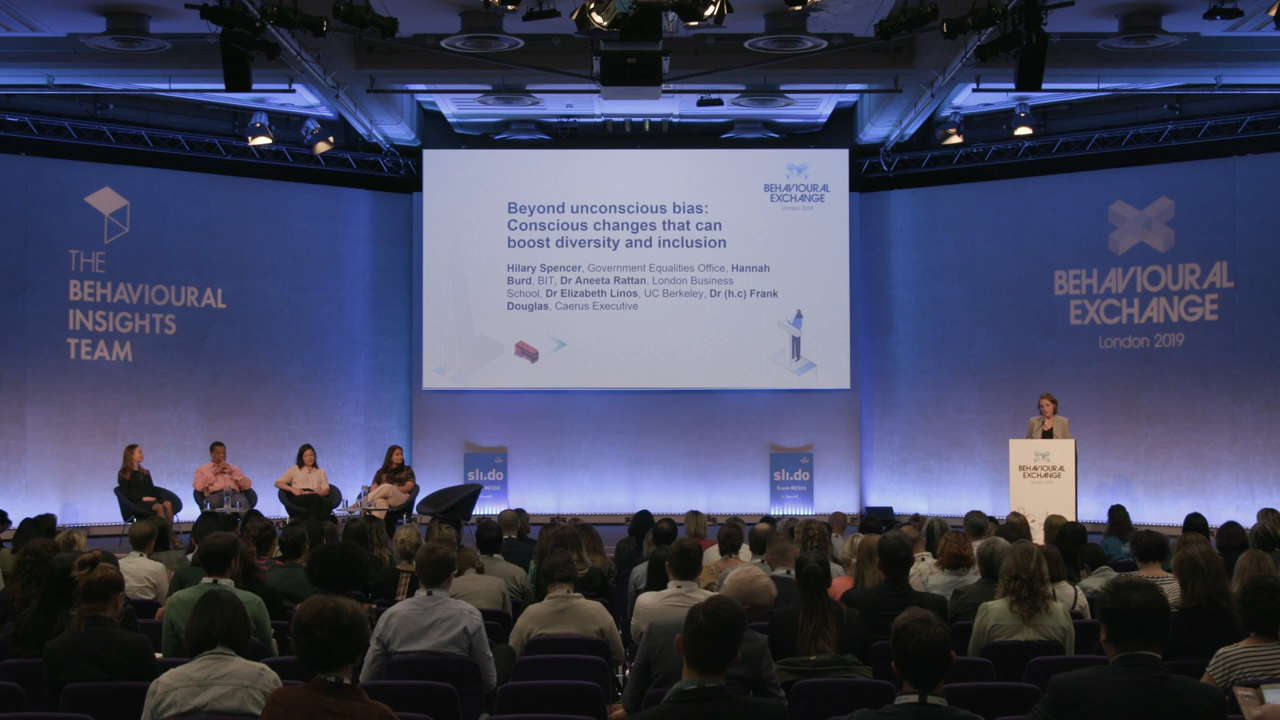 BEHAVIOURAL
EXCHANGE
London 2019
Beyond unconscious bias:
Conscious changes that can
boost diversity and inclusion
Hilary Spencer, Government Equalities Office, Hannah
Burd, BIT, Dr Aneeta Rattan, London Business
School, Dr Elizabeth Linos, UC Berkeley, Dr (h.c) Frank
Douglas, Caerus Executive
THE
BEHAVIOURAL
INSIGHTS
TEAM
BEHAVIOURAL
EXCHANGE
London 2019
sli.do
sli.do
BEHAVIOURAL
EXCHANGE